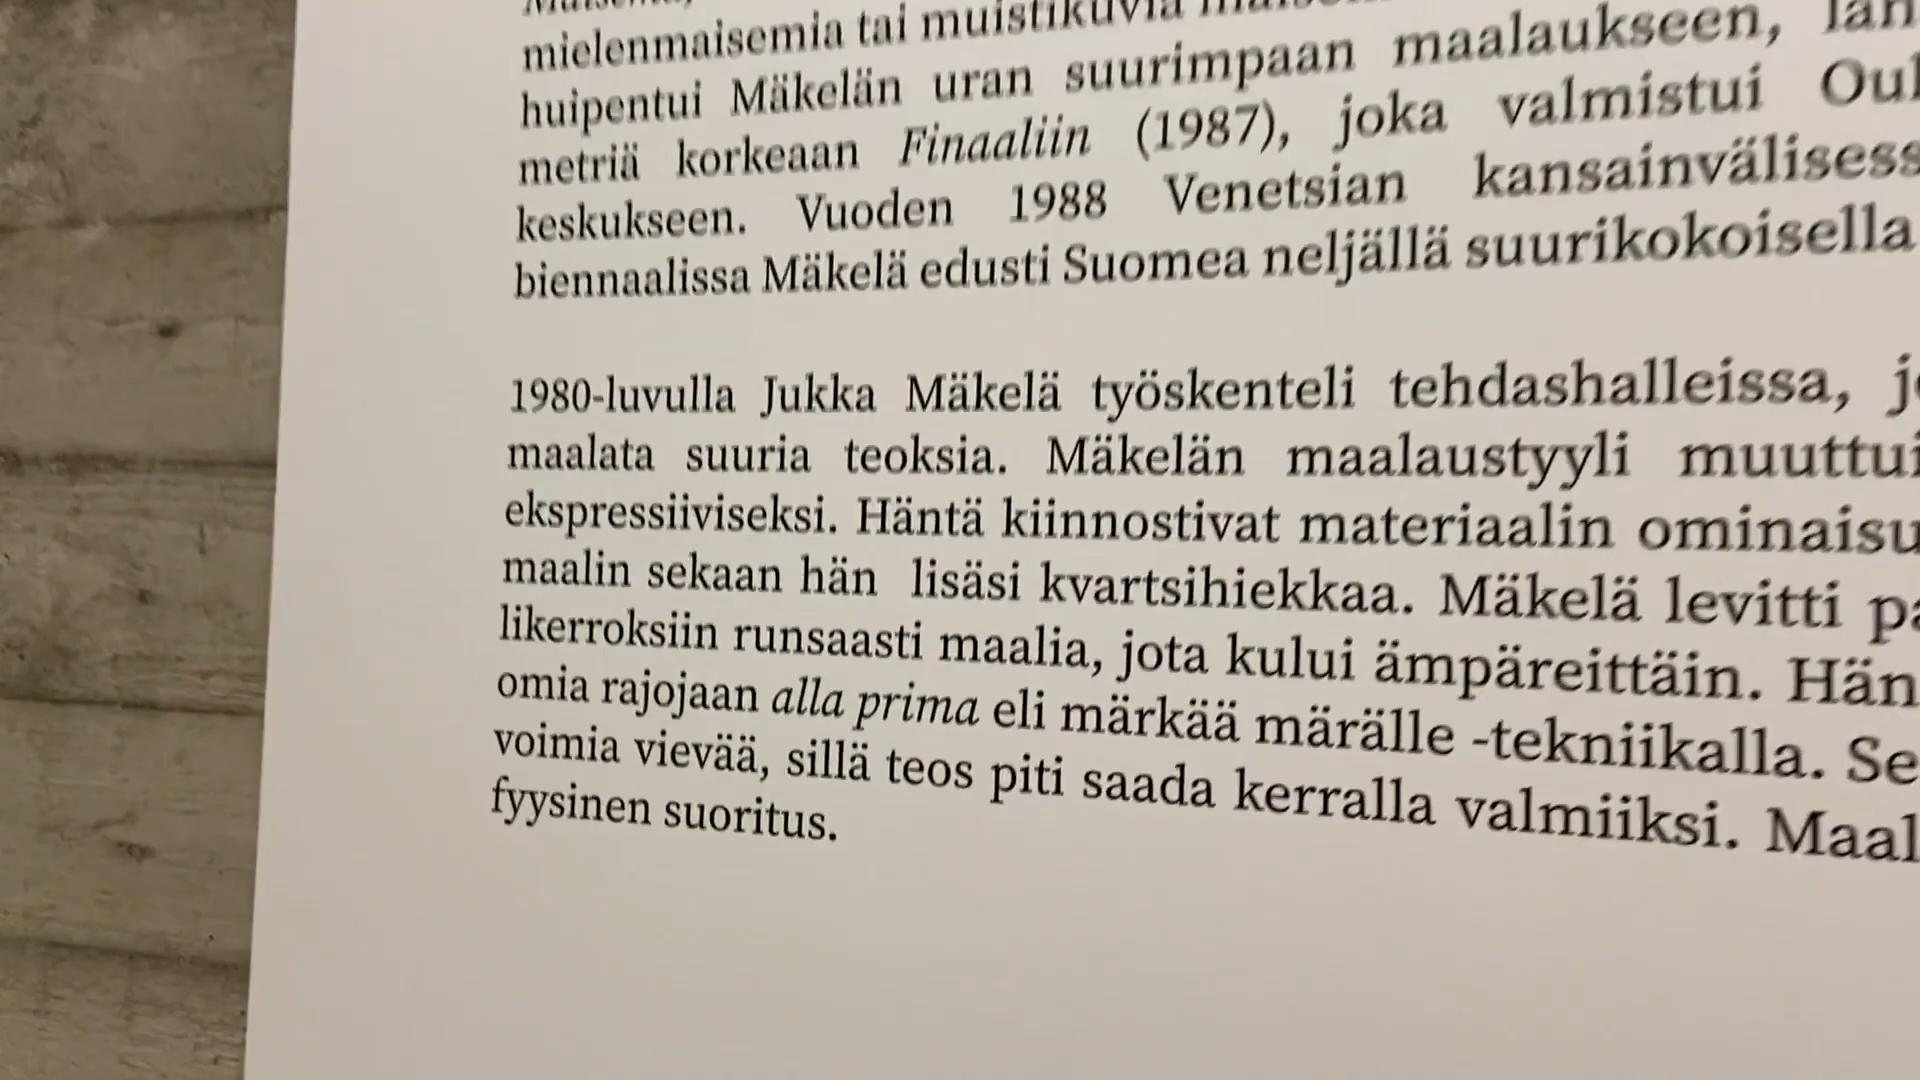 mielenmaisemia tai muistikuvia
huipentui Mäkelän uran suurimpaan maalaukseen,
metriä korkeaan Finaaliin (1987), joka valmistui
keskukseen. Vuoden 1988 Venetsian
biennaalissa Mäkelä edusti Suomea neljällä suurikokoisella
1980-luvulla Jukka Mäkelä työskenteli tehdashalleissa,
maalata suuria teoksia. Mäkelän maalaustyyli muuttui
ekspressiiviseksi. Häntä kiinnostivat materiaalin
maalin sekaan hän lisäsi kvartsihiekkaa. Mäkelä levitti
likerroksiin runsaasti maalia, jota kului ämpäreittäin. Hän
omia rajojaan alla prima eli märkää märälle -tekniikalla. Se
voimia vievää, sillä teos piti saada kerralla valmiiksi.
fyysinen suoritus.